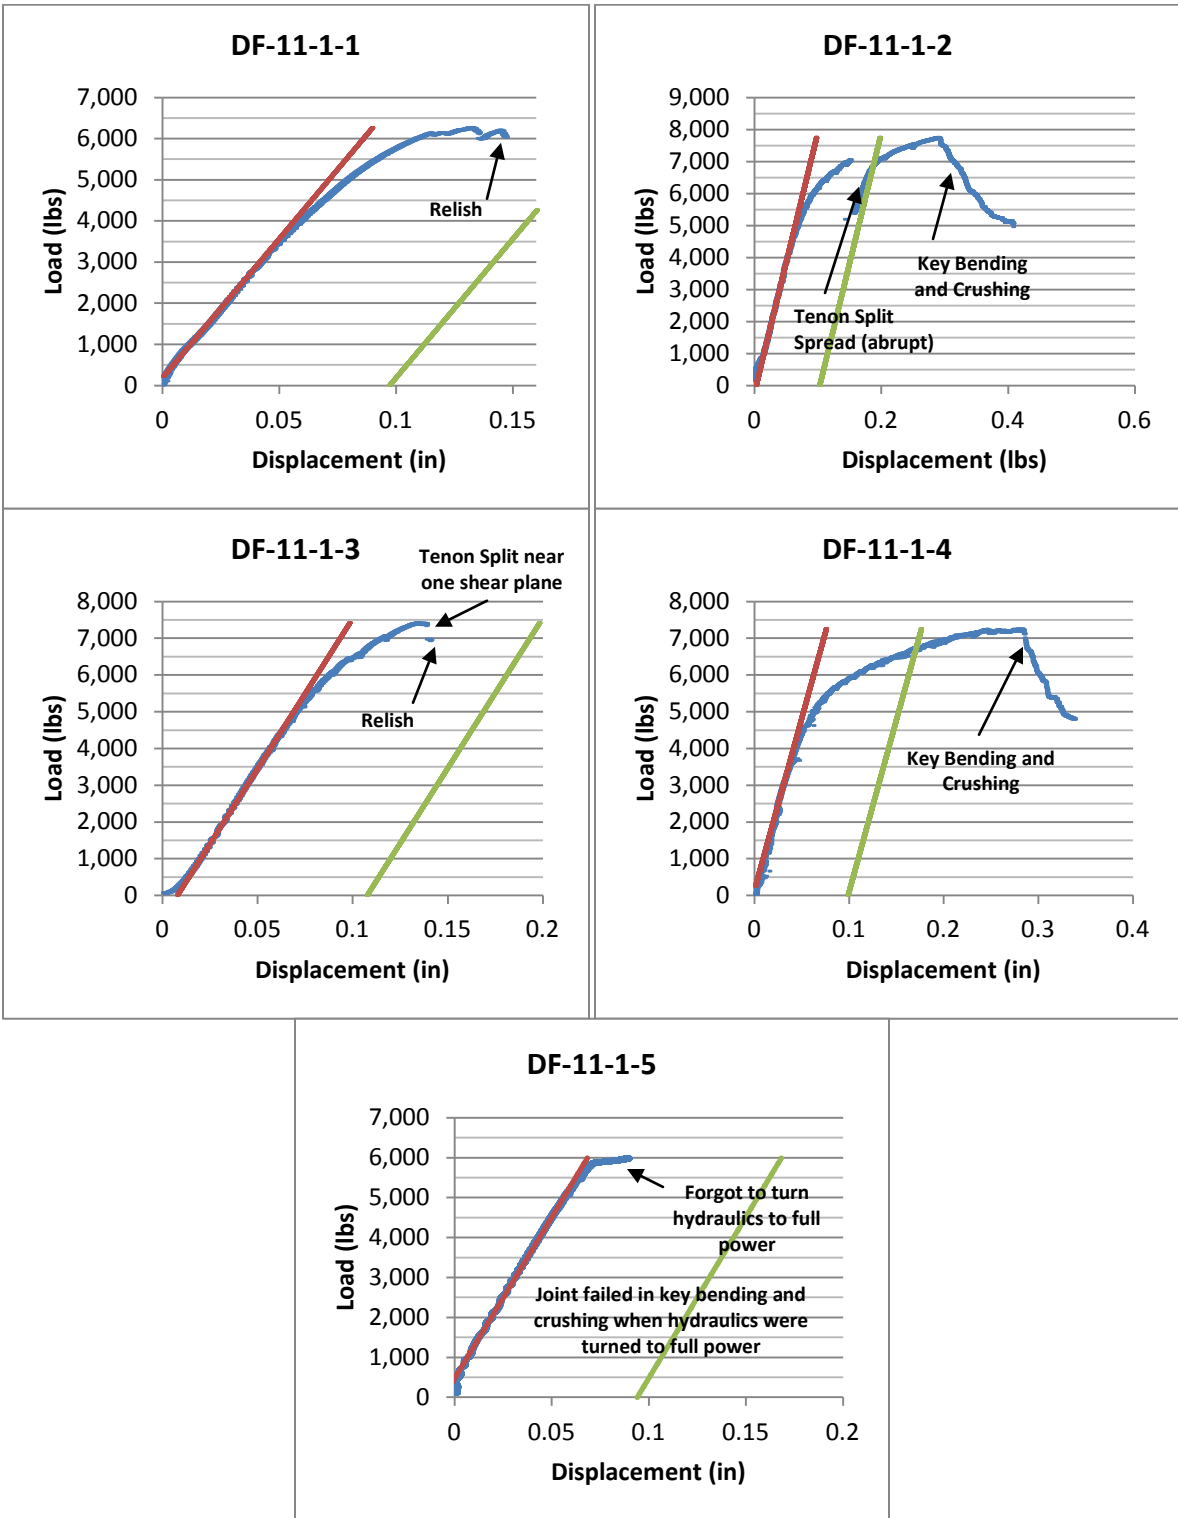 DF-11-1-1
7,000
6,000
5,000
4,000
3,000
2,000
1,000
0
Load (lbs)
Relish
0 0.05 0.1 0.15
Displacement (in)
DF-11-1-2
9,000
8,000
7,000
6,000
5,000
4,000
3,000
2,000
1,000
0
Load (lbs)
Key Bending
and Crushing
Tenon Split
Spread (abrupt)
0 0.2 0.4 0.6
Displacement (lbs)
DF-11-1-3
Tenon Split near
one shear plane
8,000
7,000
6,000
5,000
4,000
3,000
2,000
1,000
0
Load (lbs)
Relish
0 0.05 0.1 0.15 0.2
Displacement (in)
DF-11-1-4
8,000
7,000
6,000
5,000
4,000
3,000
2,000
1,000
0
Load (lbs)
Key Bending and
Crushing
0 0.1 0.2 0.3 0.4
Displacement (in)
DF-11-1-5
7,000
6,000
5,000
4,000
3,000
2,000
1,000
0
Load (lbs)
Forgot to turn
hydraulics to full
power
Joint failed in key bending and
crushing when hydraulics were
turned to full power
0 0.05 0.1 0.15 0.2
Displacement (in)